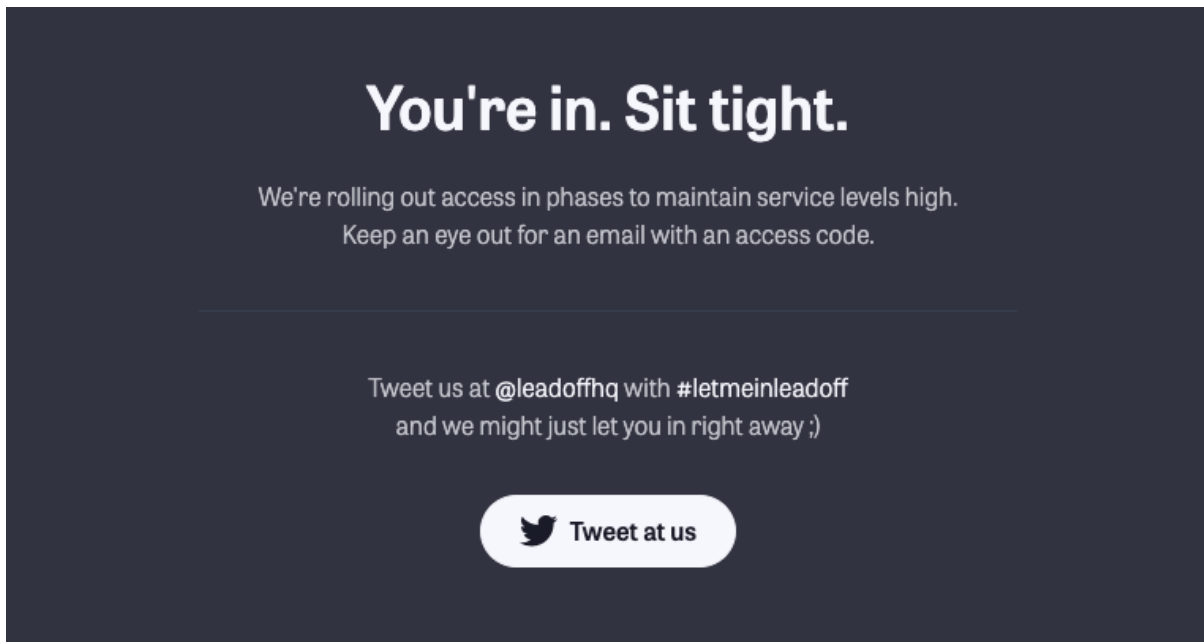 You're in. Sit tight.
We're rolling out access in phases to maintain service levels high.
Keep an eye out for an email with an access code.
Tweet us at @leadoffhq with #letmeinleadoff
and we might just let you in right away ;)
Tweet at us